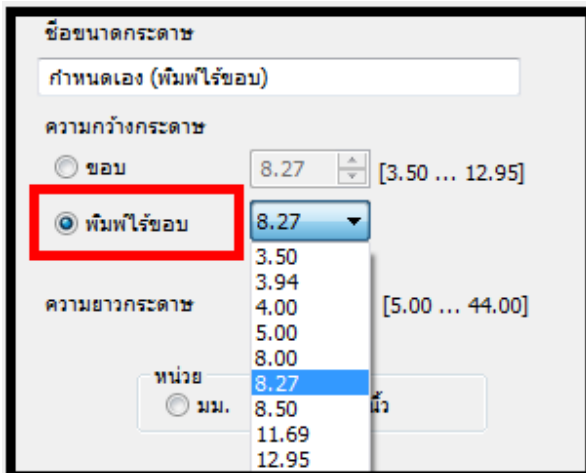 ชื่อขนาดกระดาษ
กำหนดเอง (พิมพ์ไร้ขอบ)
ความกว้างกระดาษ
ขอบ 8.27 [3.50 ... 12.95]
พิมพ์ไร้ขอบ 8.27
3.50
3.94
ความยาวกระดาษ 4.00 [5.00 ... 44.00]
5.00
8.00
หน่วย 8.27
มม. 8.50
11.69
12.95